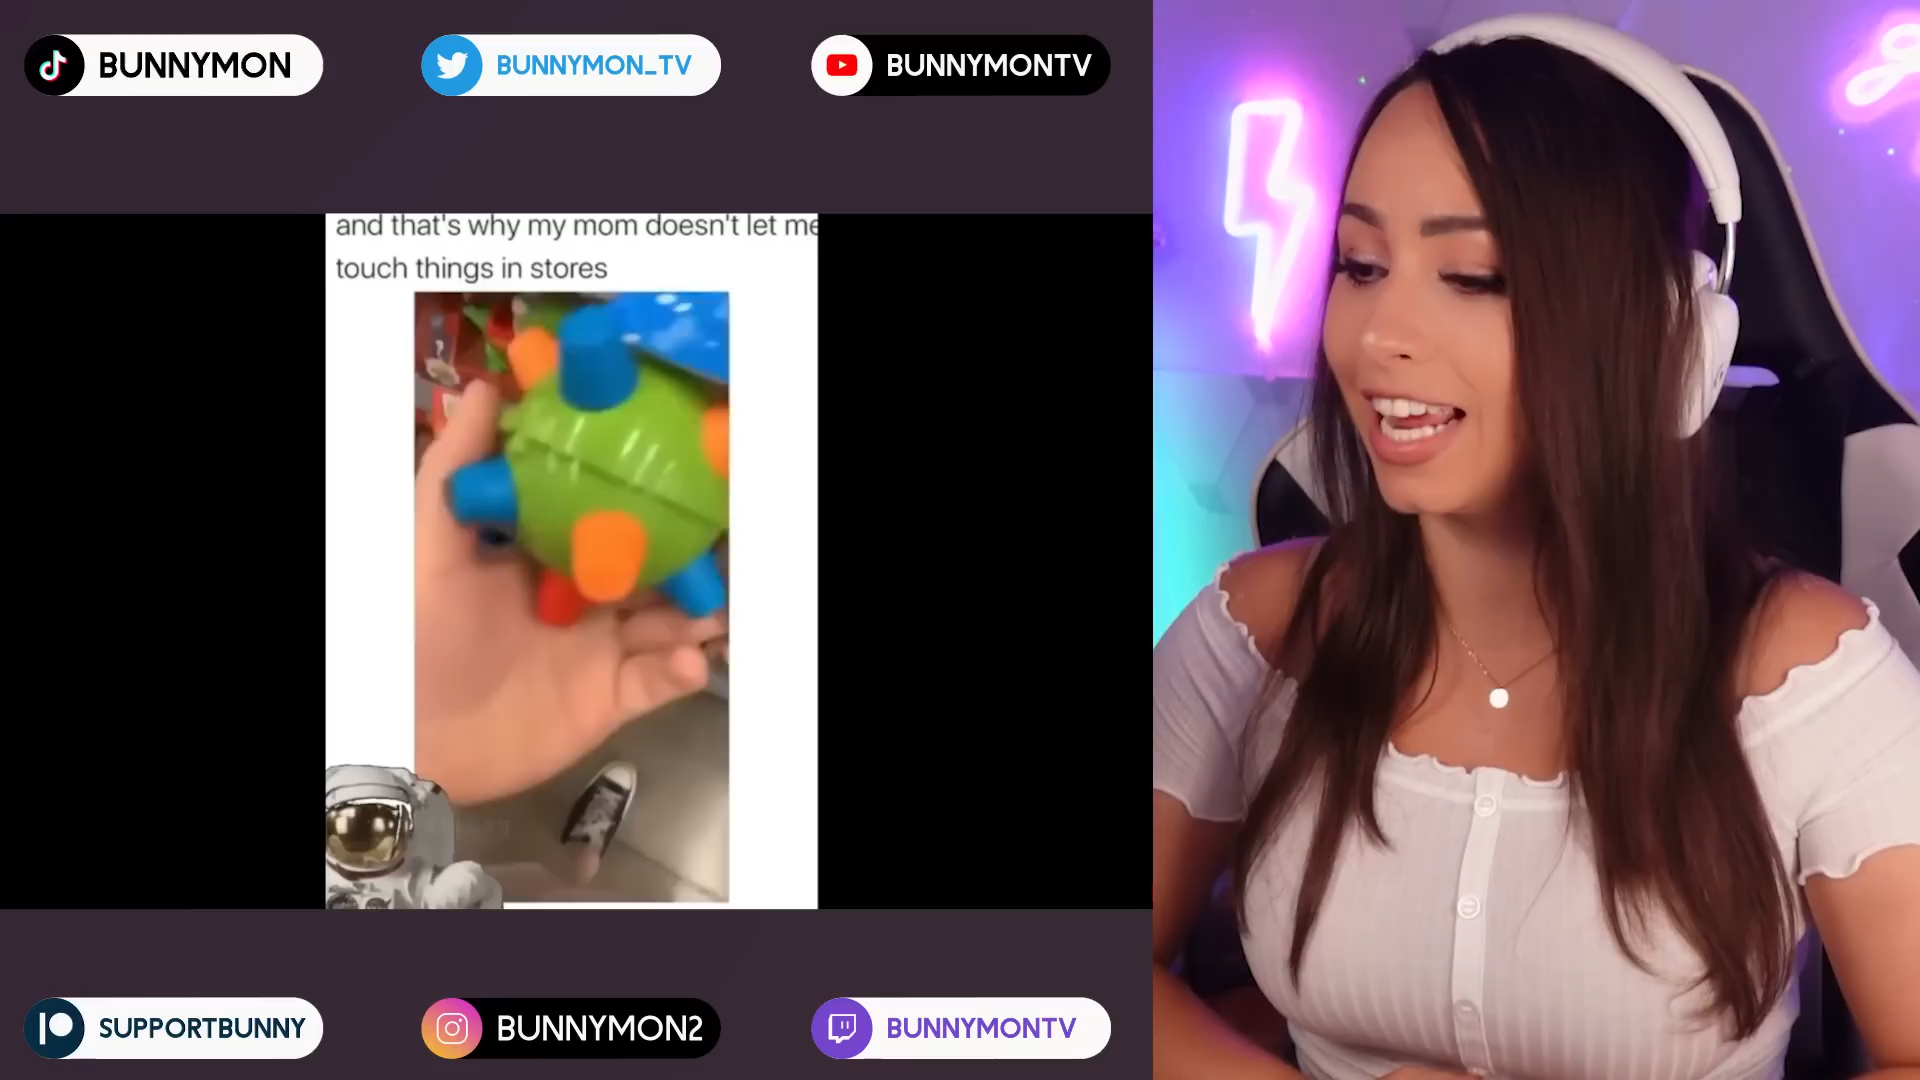 BUNNYMON
BUNNYMON_TV
BUNNYMONTV
and that's why my mom doesn't let me
touch things in stores
SUPPORTBUNNY
BUNNYMON2
BUNNYMONTV